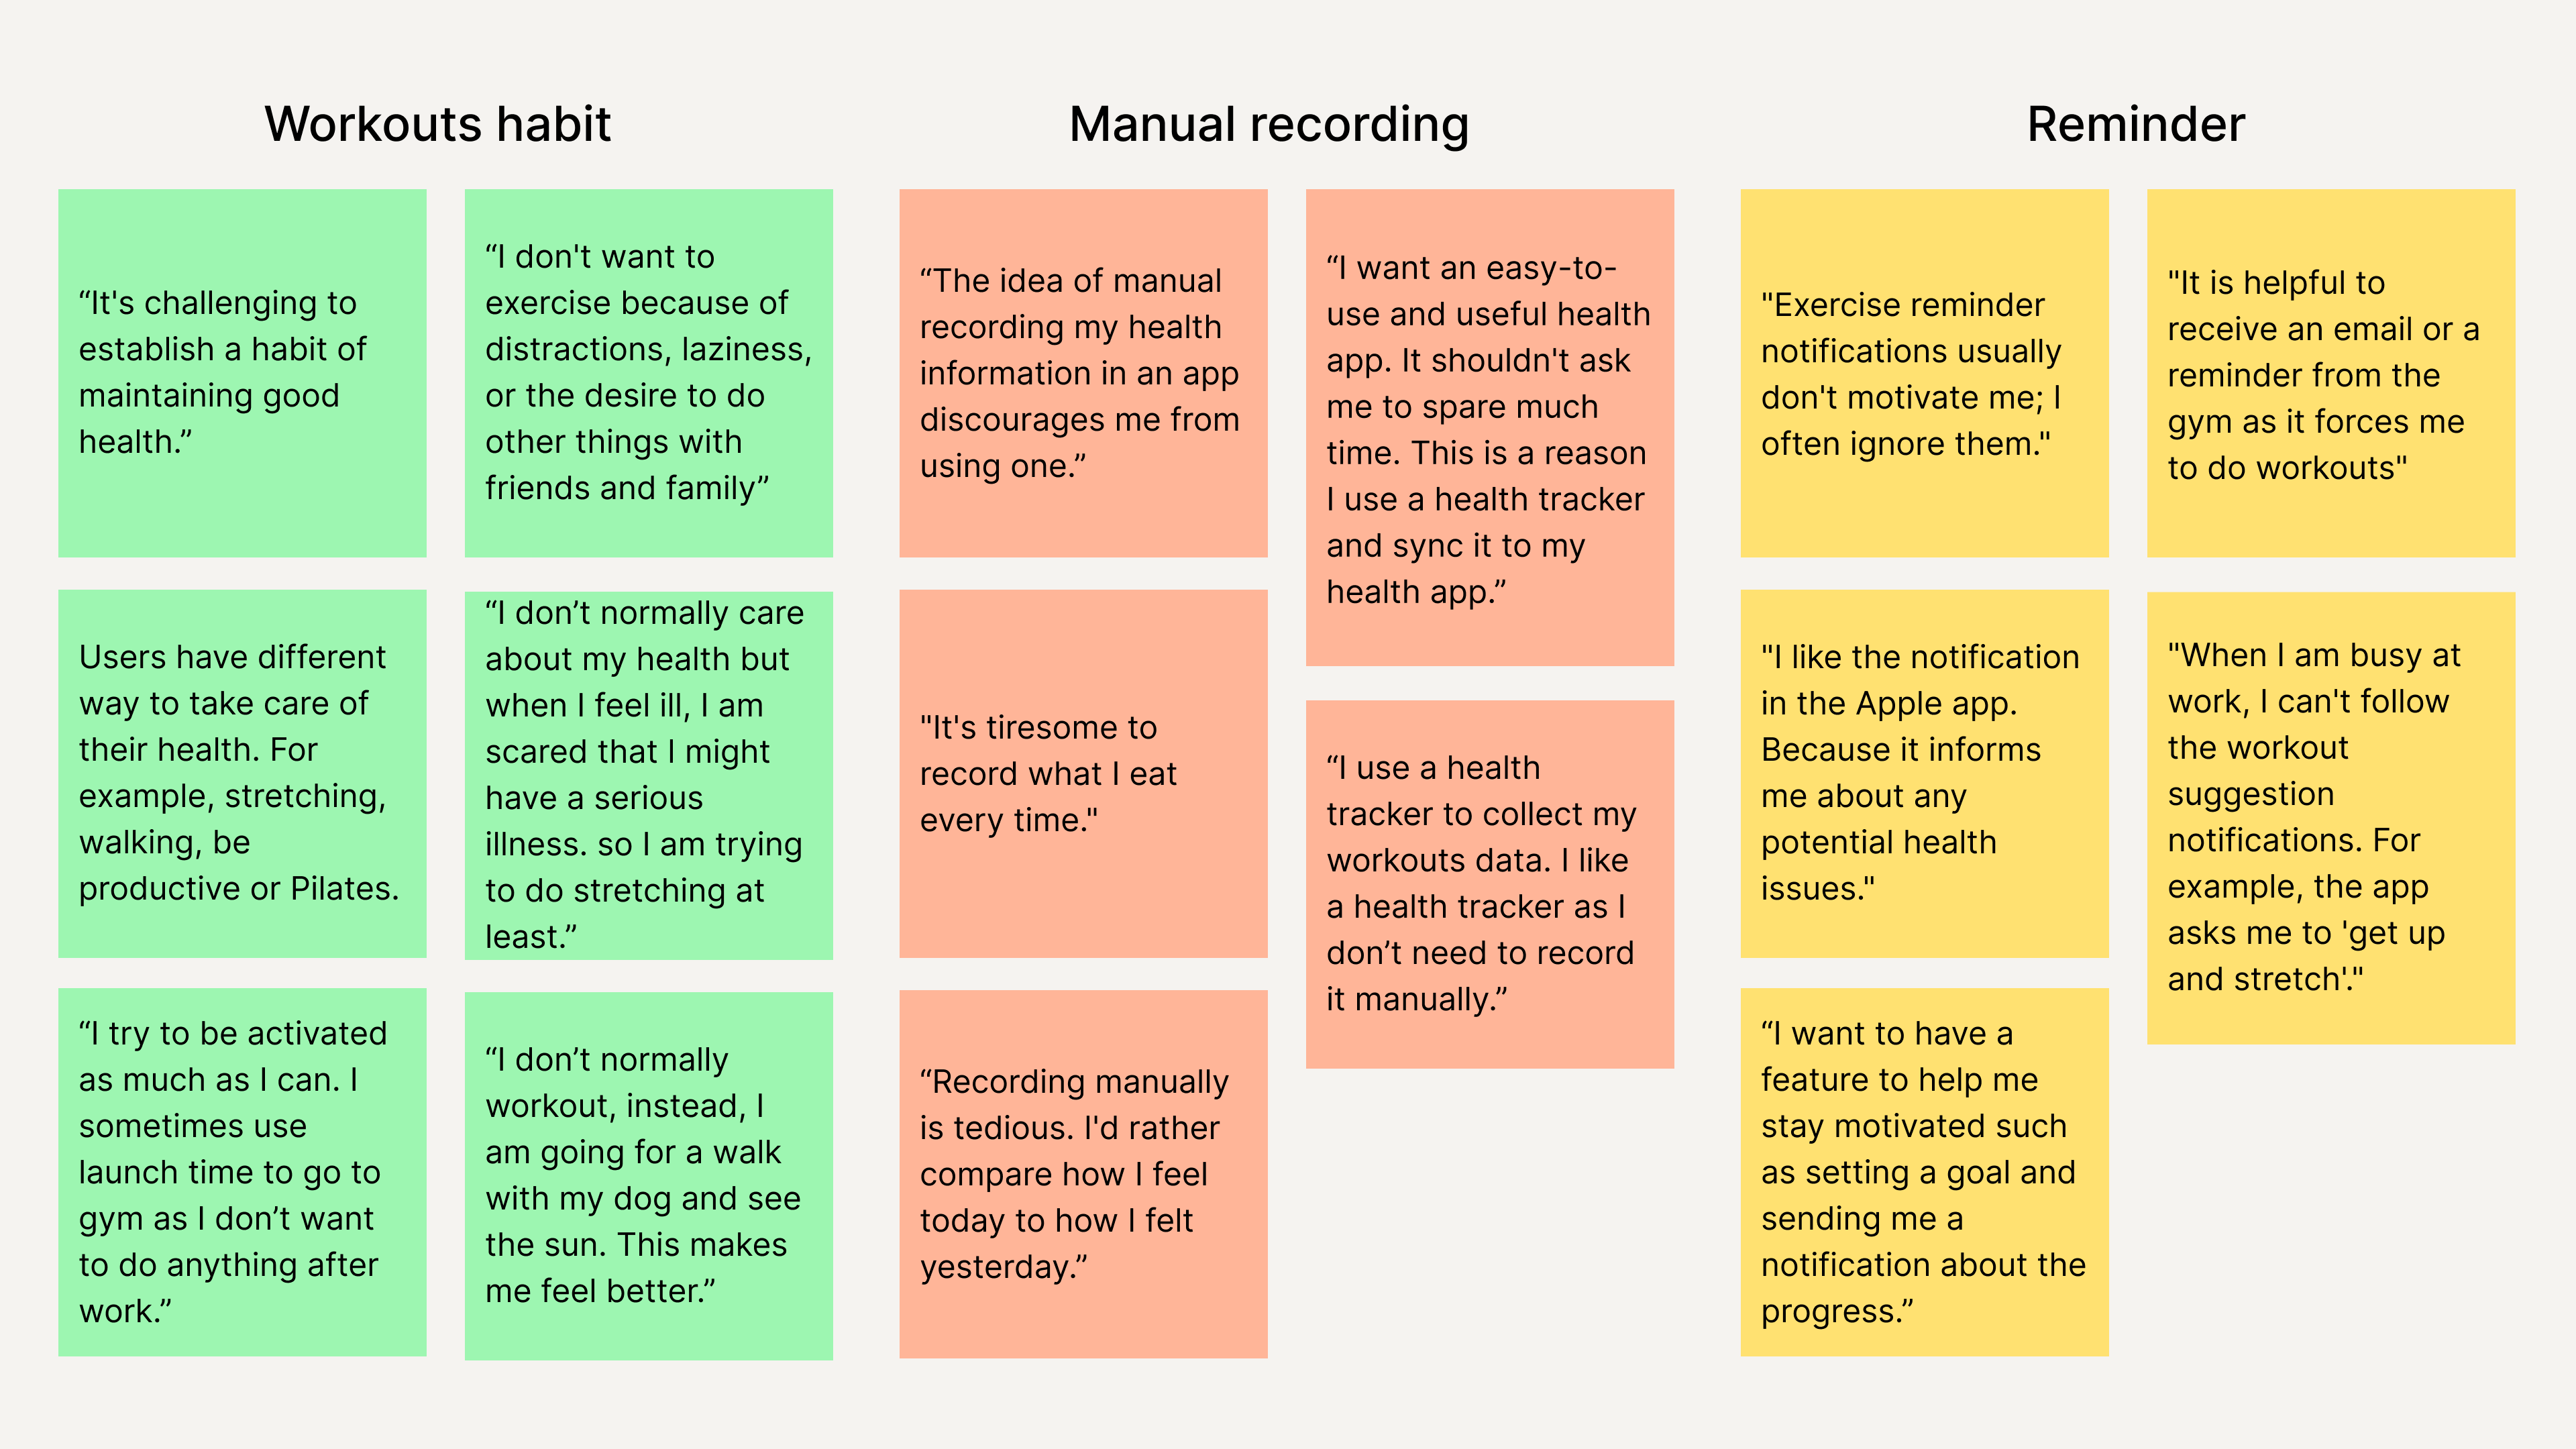 Workouts habit
“It's challenging to
establish a habit of
maintaining good
health.”
“I don't want to
exercise because of
distractions, laziness,
or the desire to do
other things with
friends and family”
Users have different
way to take care of
their health. For
example, stretching,
walking, be
productive or Pilates.
“I don’t normally care
about my health but
when I feel ill, I am
scared that I might
have a serious
illness. so I am trying
to do stretching at
least.”
“I try to be activated
as much as I can. I
sometimes use
launch time to go to
gym as I don’t want
to do anything after
work.”
“I don’t normally
workout, instead, I
am going for a walk
with my dog and see
the sun. This makes
me feel better.”
Manual recording
“The idea of manual
recording my health
information in an app
discourages me from
using one.”
“I want an easy-to-
use and useful health
app. It shouldn't ask
me to spare much
time. This is a reason
I use a health tracker
and sync it to my
health app.”
"It's tiresome to
record what I eat
every time."
“I use a health
tracker to collect my
workouts data. I like
a health tracker as I
don’t need to record
it manually.”
“Recording manually
is tedious. I'd rather
compare how I feel
today to how I felt
yesterday.”
Reminder
"Exercise reminder
notifications usually
don't motivate me; I
often ignore them."
"It is helpful to
receive an email or a
reminder from the
gym as it forces me
to do workouts"
"I like the notification
in the Apple app.
Because it informs
me about any
potential health
issues."
"When I am busy at
work, I can't follow
the workout
suggestion
notifications. For
example, the app
asks me to 'get up
and stretch'."
“I want to have a
feature to help me
stay motivated such
as setting a goal and
sending me a
notification about the
progress.”